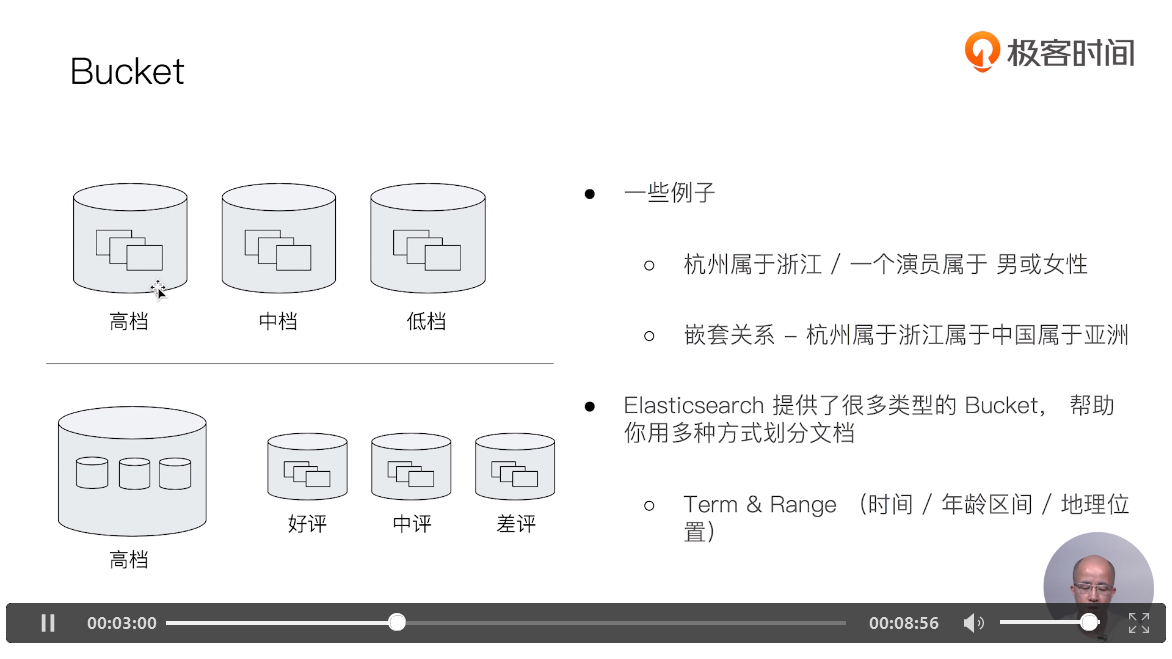 Bucket
极客时间
高档
中档
低档
高档
好评
中评
差评
一些例子
杭州属于浙江 / 一个演员属于 男或女性
嵌套关系 – 杭州属于浙江属于中国属于亚洲
Elasticsearch 提供了很多类型的 Bucket, 帮助
你用多种方式划分文档
Term & Range （时间 / 年龄区间 / 地理位
置）
00:03:00
00:08:56